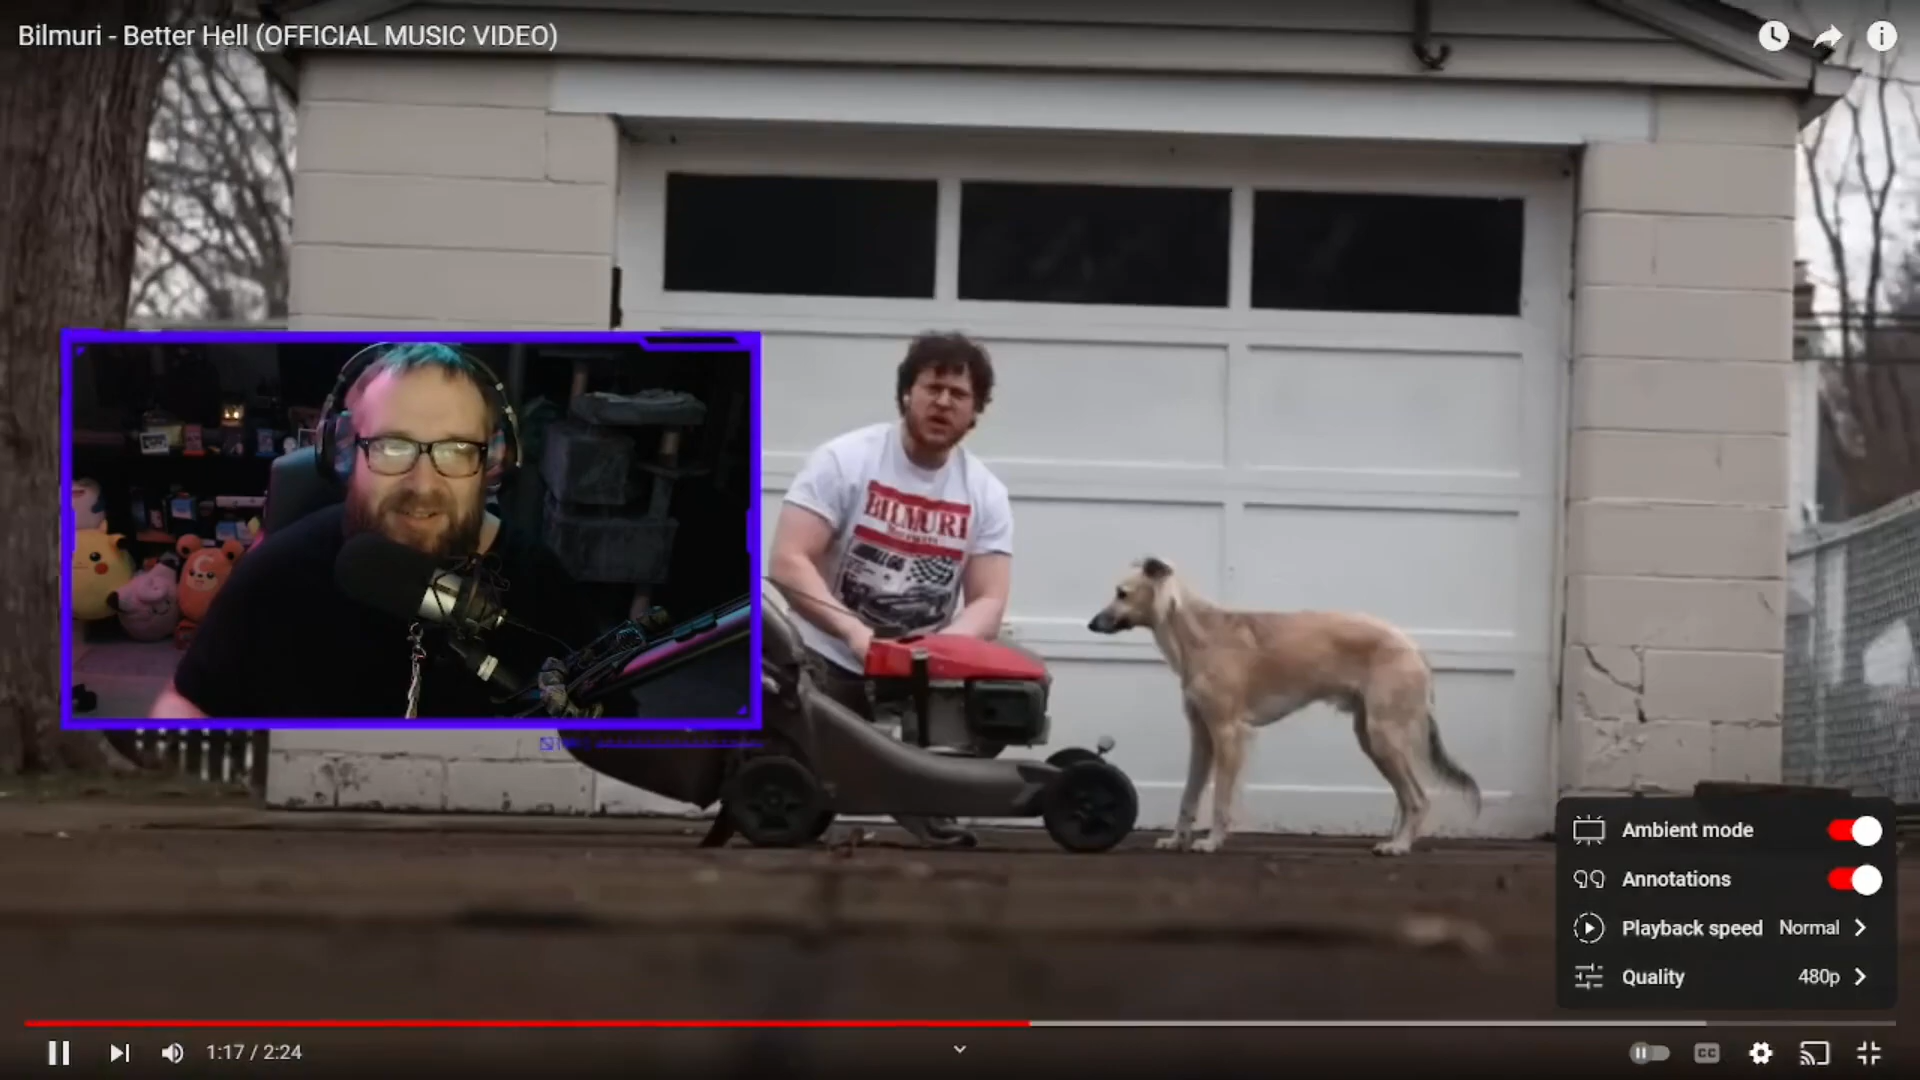 Bilmuri - Better Hell (OFFICIAL MUSIC VIDEO)
BILMURI
Ambient mode
Annotations
Playback speed Normal
Quality 480p
1:17 / 2:24
CC